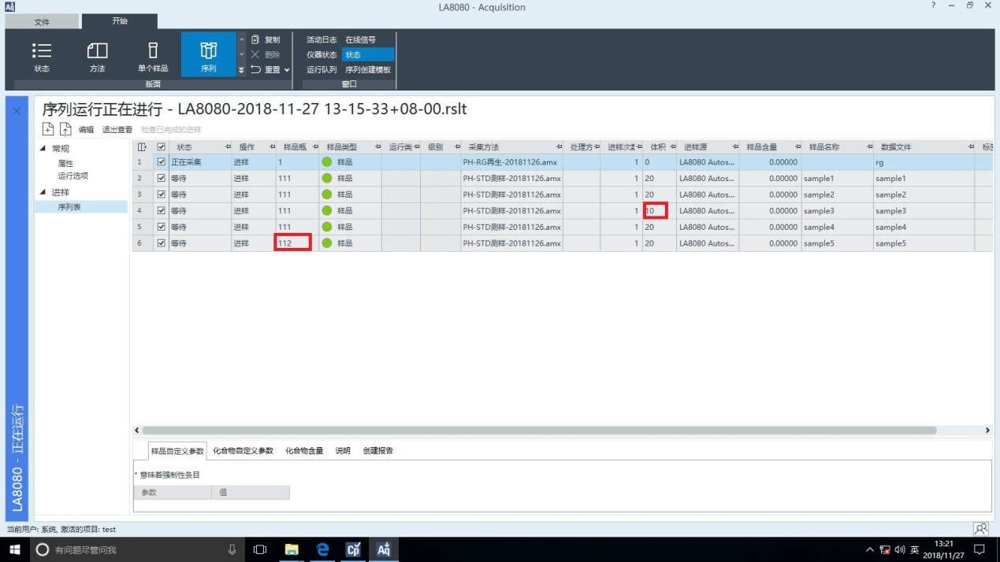 LA8080 - Acquisition
文件 开始
状态 方法 单个样品 序列 复制 删除 重置
版面
活动日志 在线信号
仪器状态 状态
运行队列 序列创建模板
窗口
序列运行正在进行 - LA8080-2018-11-27 13-15-33+08-00.rslt
编辑 退出查看 检查已完成的进样
常规
属性
运行选项
进样
序列表
状态 操作 样品瓶 样品类型 运行类 级别 采集方法 处理方 进样次 体积 进样源 样品含量 样品名称 数据文件
1 正在采集 进样 1 样品 PH-RG再生-20181126.amx 1 0 LA8080 Autos... 0.00000 rg
2 等待 进样 111 样品 PH-STD测样-20181126.amx 1 20 LA8080 Autos... 0.00000 sample1 sample1
3 等待 进样 111 样品 PH-STD测样-20181126.amx 1 20 LA8080 Autos... 0.00000 sample2 sample2
4 等待 进样 111 样品 PH-STD测样-20181126.amx 1 10 LA8080 Autos... 0.00000 sample3 sample3
5 等待 进样 111 样品 PH-STD测样-20181126.amx 1 20 LA8080 Autos... 0.00000 sample4 sample4
6 等待 进样 112 样品 PH-STD测样-20181126.amx 1 20 LA8080 Autos... 0.00000 sample5 sample5
样品自定义参数 化合物自定义参数 化合物含量 说明 创建报告
* 意味着强制性条目
参数 值
LA8080 - 正在运行
当前用户: 系统, 激活的项目: test
有问题尽管问我
英 13:21
2018/11/27